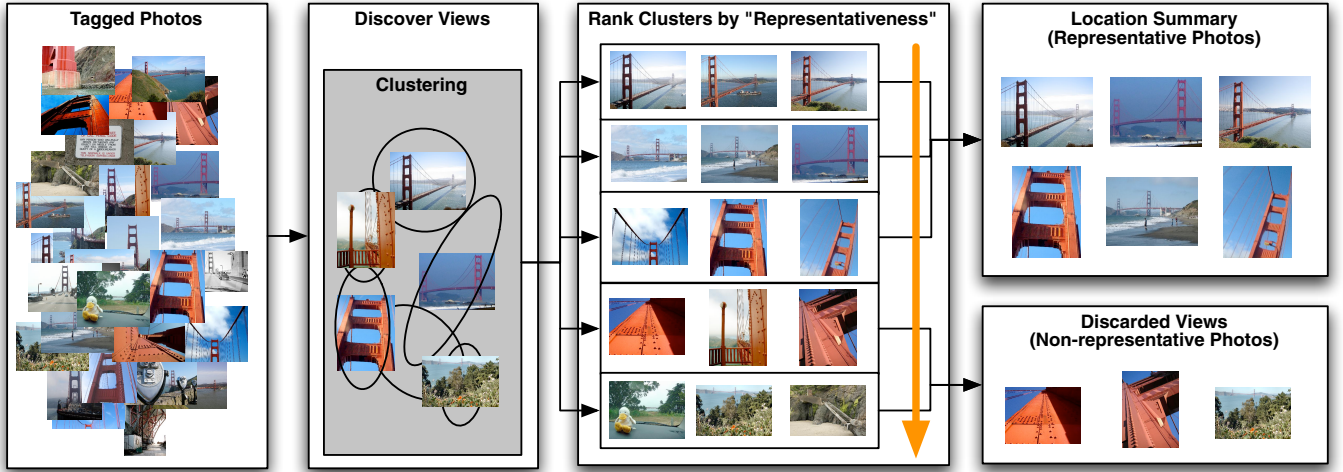 Tagged Photos
Discover Views
Clustering
Rank Clusters by "Representativeness"
Location Summary
(Representative Photos)
Discarded Views
(Non-representative Photos)